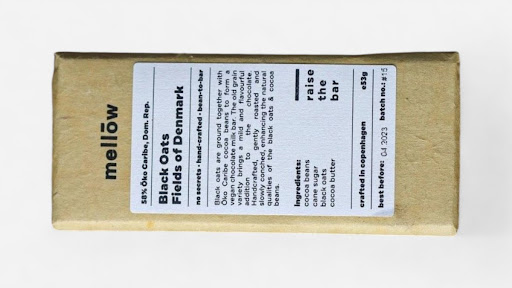 mellōw
58% Öko Caribe, Dom. Rep.
Black Oats
Fields of Denmark
no secrets • hand-crafted • bean-to-bar
Black oats are ground together with
Öko Caribe cocoa beans to form a
vegan chocolate milk bar. The old grain
variety brings a mild and flavourful
addition to the chocolate.
Handcrafted, gently roasted and
slowly conched, enhancing the natural
qualities of the black oats & cocoa
beans.
Ingredients:
cocoa beans
cane sugar
black oats
cocoa butter
raise
the
bar
crafted in copenhagen
e53g
best before: 04 2023
batch no.: #15